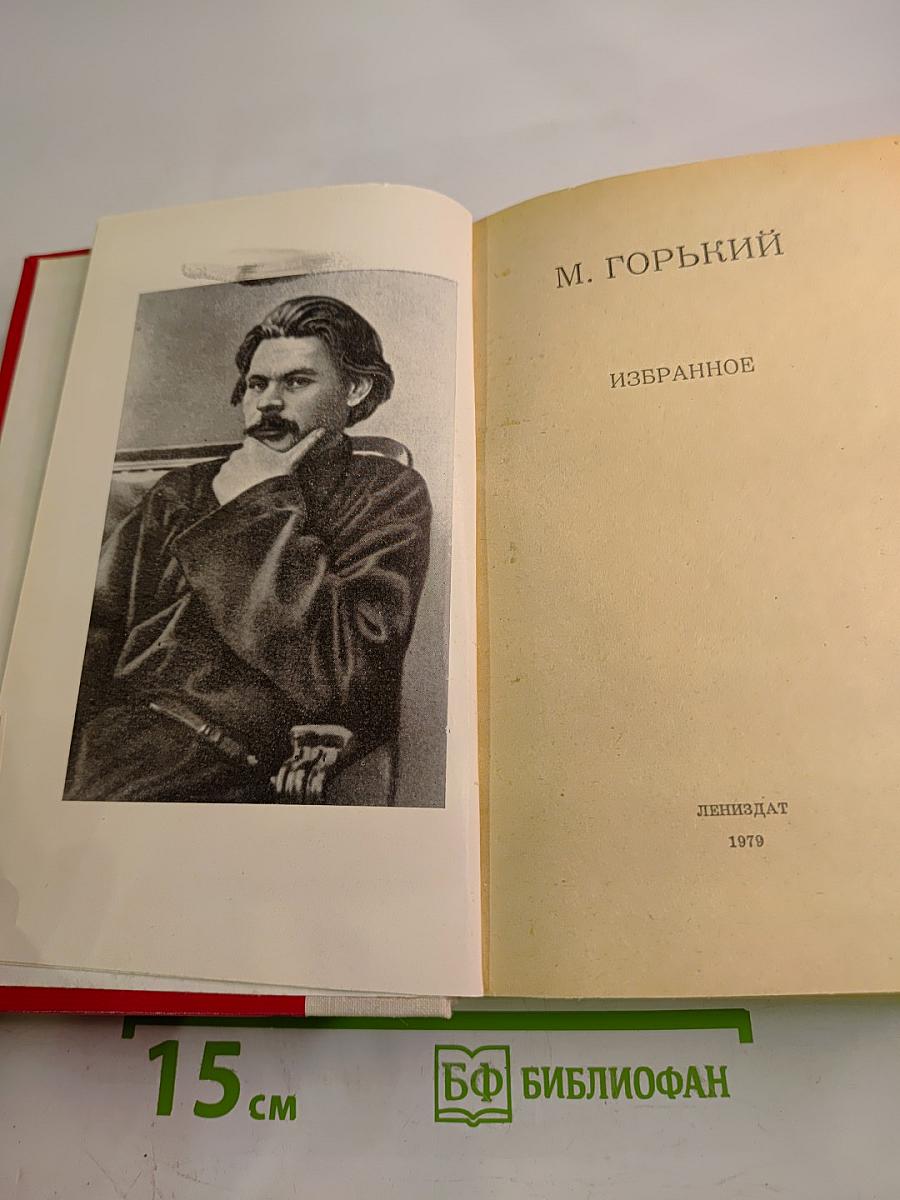 М. ГОРЬКИЙ
ИЗБРАННОЕ
ЛЕНИЗДАТ
1979
15 см
БФ БИБЛИОФАН